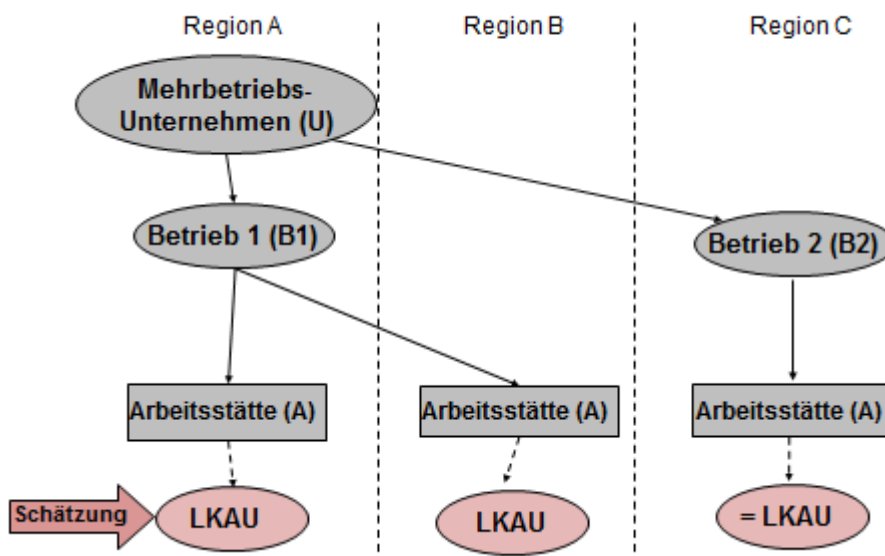 Region A
Region B
Region C
Mehrbetriebs-
Unternehmen (U)
Betrieb 1 (B1)
Betrieb 2 (B2)
Arbeitsstätte (A)
Arbeitsstätte (A)
Arbeitsstätte (A)
Schätzung
LKAU
LKAU
= LKAU